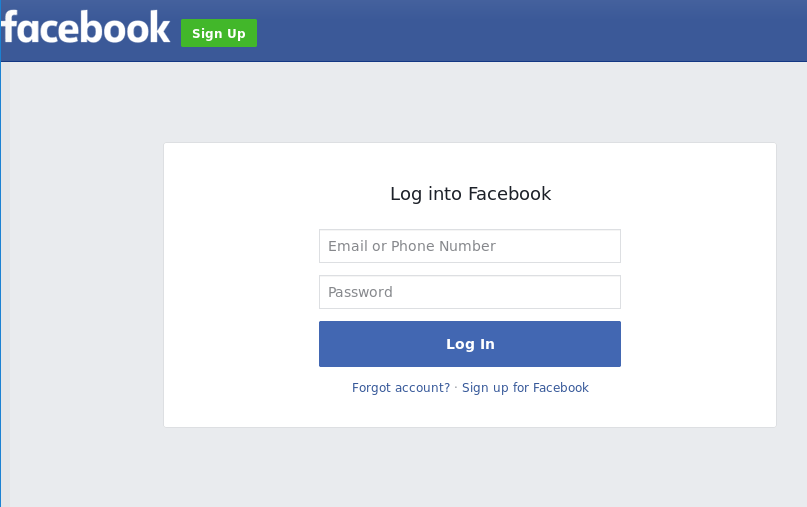 facebook
Sign Up
Log into Facebook
Email or Phone Number
Password
Log In
Forgot account? · Sign up for Facebook